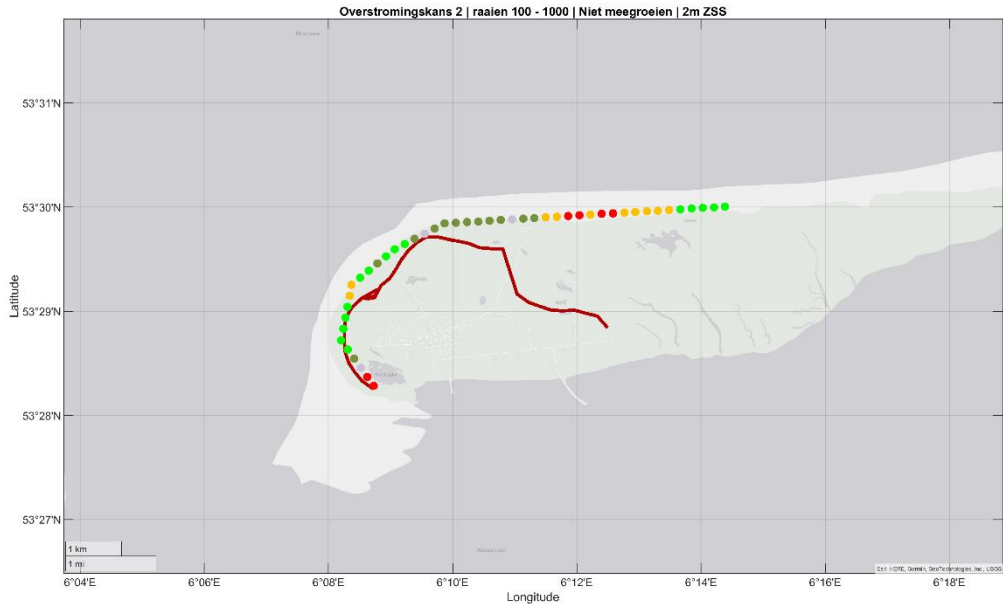 Overstromingskans 2 | raaien 100 - 1000 | Niet meegroeien | 2m ZSS
53°31'N
53°30'N
53°29'N
53°28'N
53°27'N
Latitude
1 km
1 mi
Esri, HERE, Garmin, GeoTechnologies, Inc., USGS
6°04'E 6°06'E 6°08'E 6°10'E 6°12'E 6°14'E 6°16'E 6°18'E
Longitude